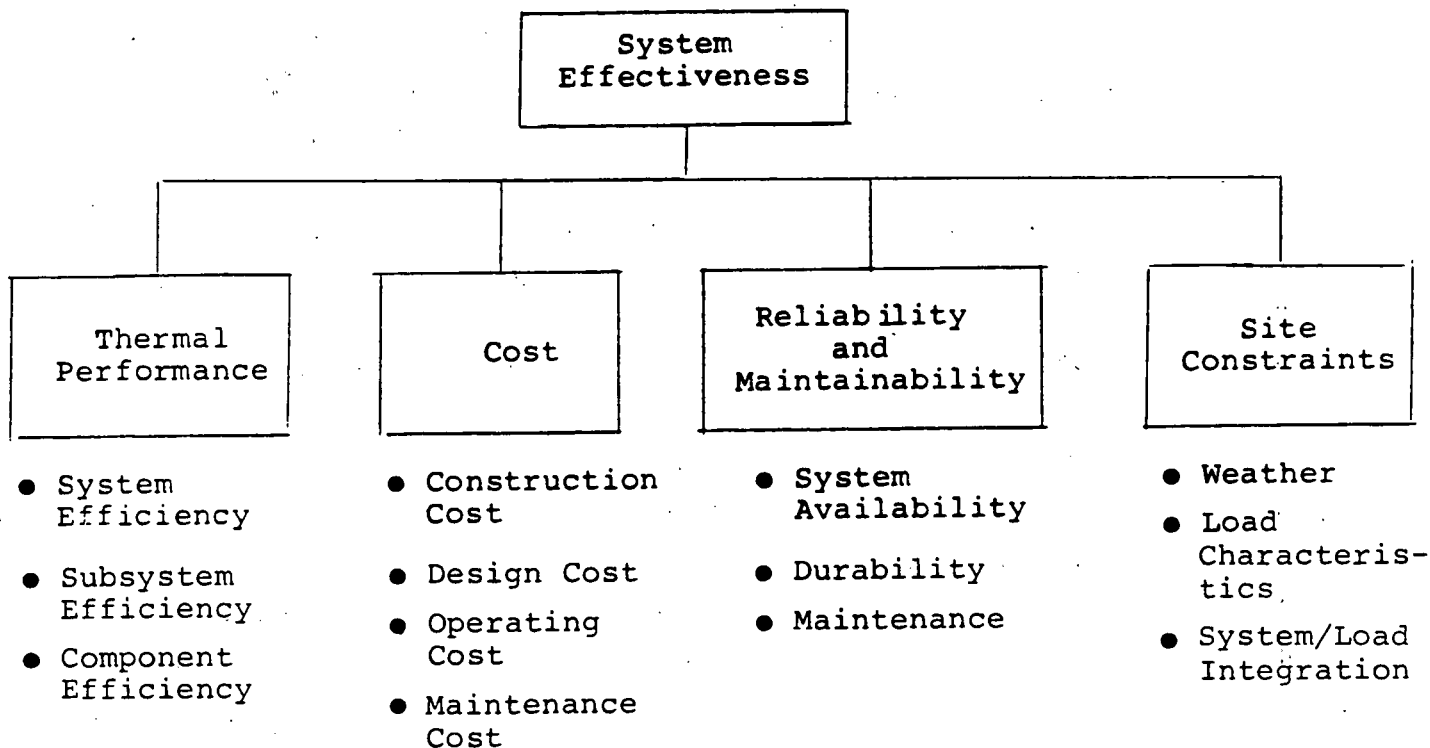 System
Effectiveness
Thermal
Performance
Cost
Reliability
and
Maintainability
Site
Constraints
● System
Efficiency
● Subsystem
Efficiency
● Component
Efficiency
● Construction
Cost
● Design Cost
● Operating
Cost
● Maintenance
Cost
● System
Availability
● Durability
● Maintenance
● Weather
● Load
Characteris-
tics
● System/Load
Integration